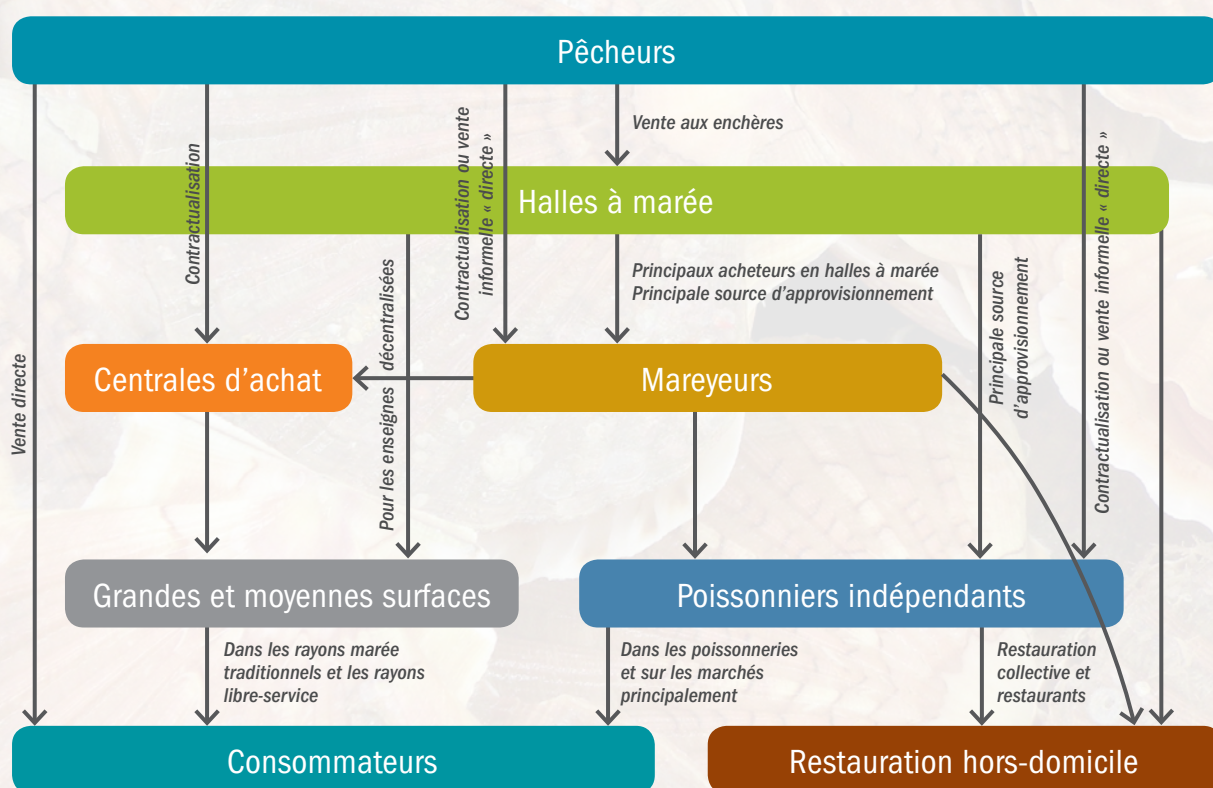 Pêcheurs
Vente aux enchères
Contractualisation
Contractualisation ou vente
informelle « directe »
Contractualisation ou vente informelle « directe »
Halles à marée
Principaux acheteurs en halles à marée
Principale source d'approvisionnement
Principale source
d'approvisionnement
Pour les enseignes décentralisées
Vente directe
Centrales d'achat
Mareyeurs
Grandes et moyennes surfaces
Poissonniers indépendants
Dans les rayons marée
traditionnels et les rayons
libre-service
Dans les poissonneries
et sur les marchés
principalement
Restauration
collective et
restaurants
Consommateurs
Restauration hors-domicile